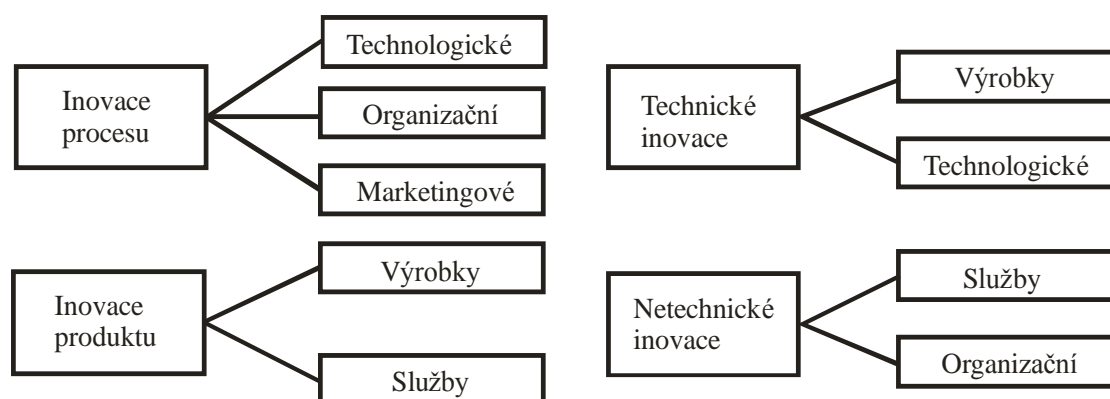 Inovace
procesu
Technologické
Organizační
Marketingové
Inovace
produktu
Výrobky
Služby
Technické
inovace
Výrobky
Technologické
Netechnické
inovace
Služby
Organizační